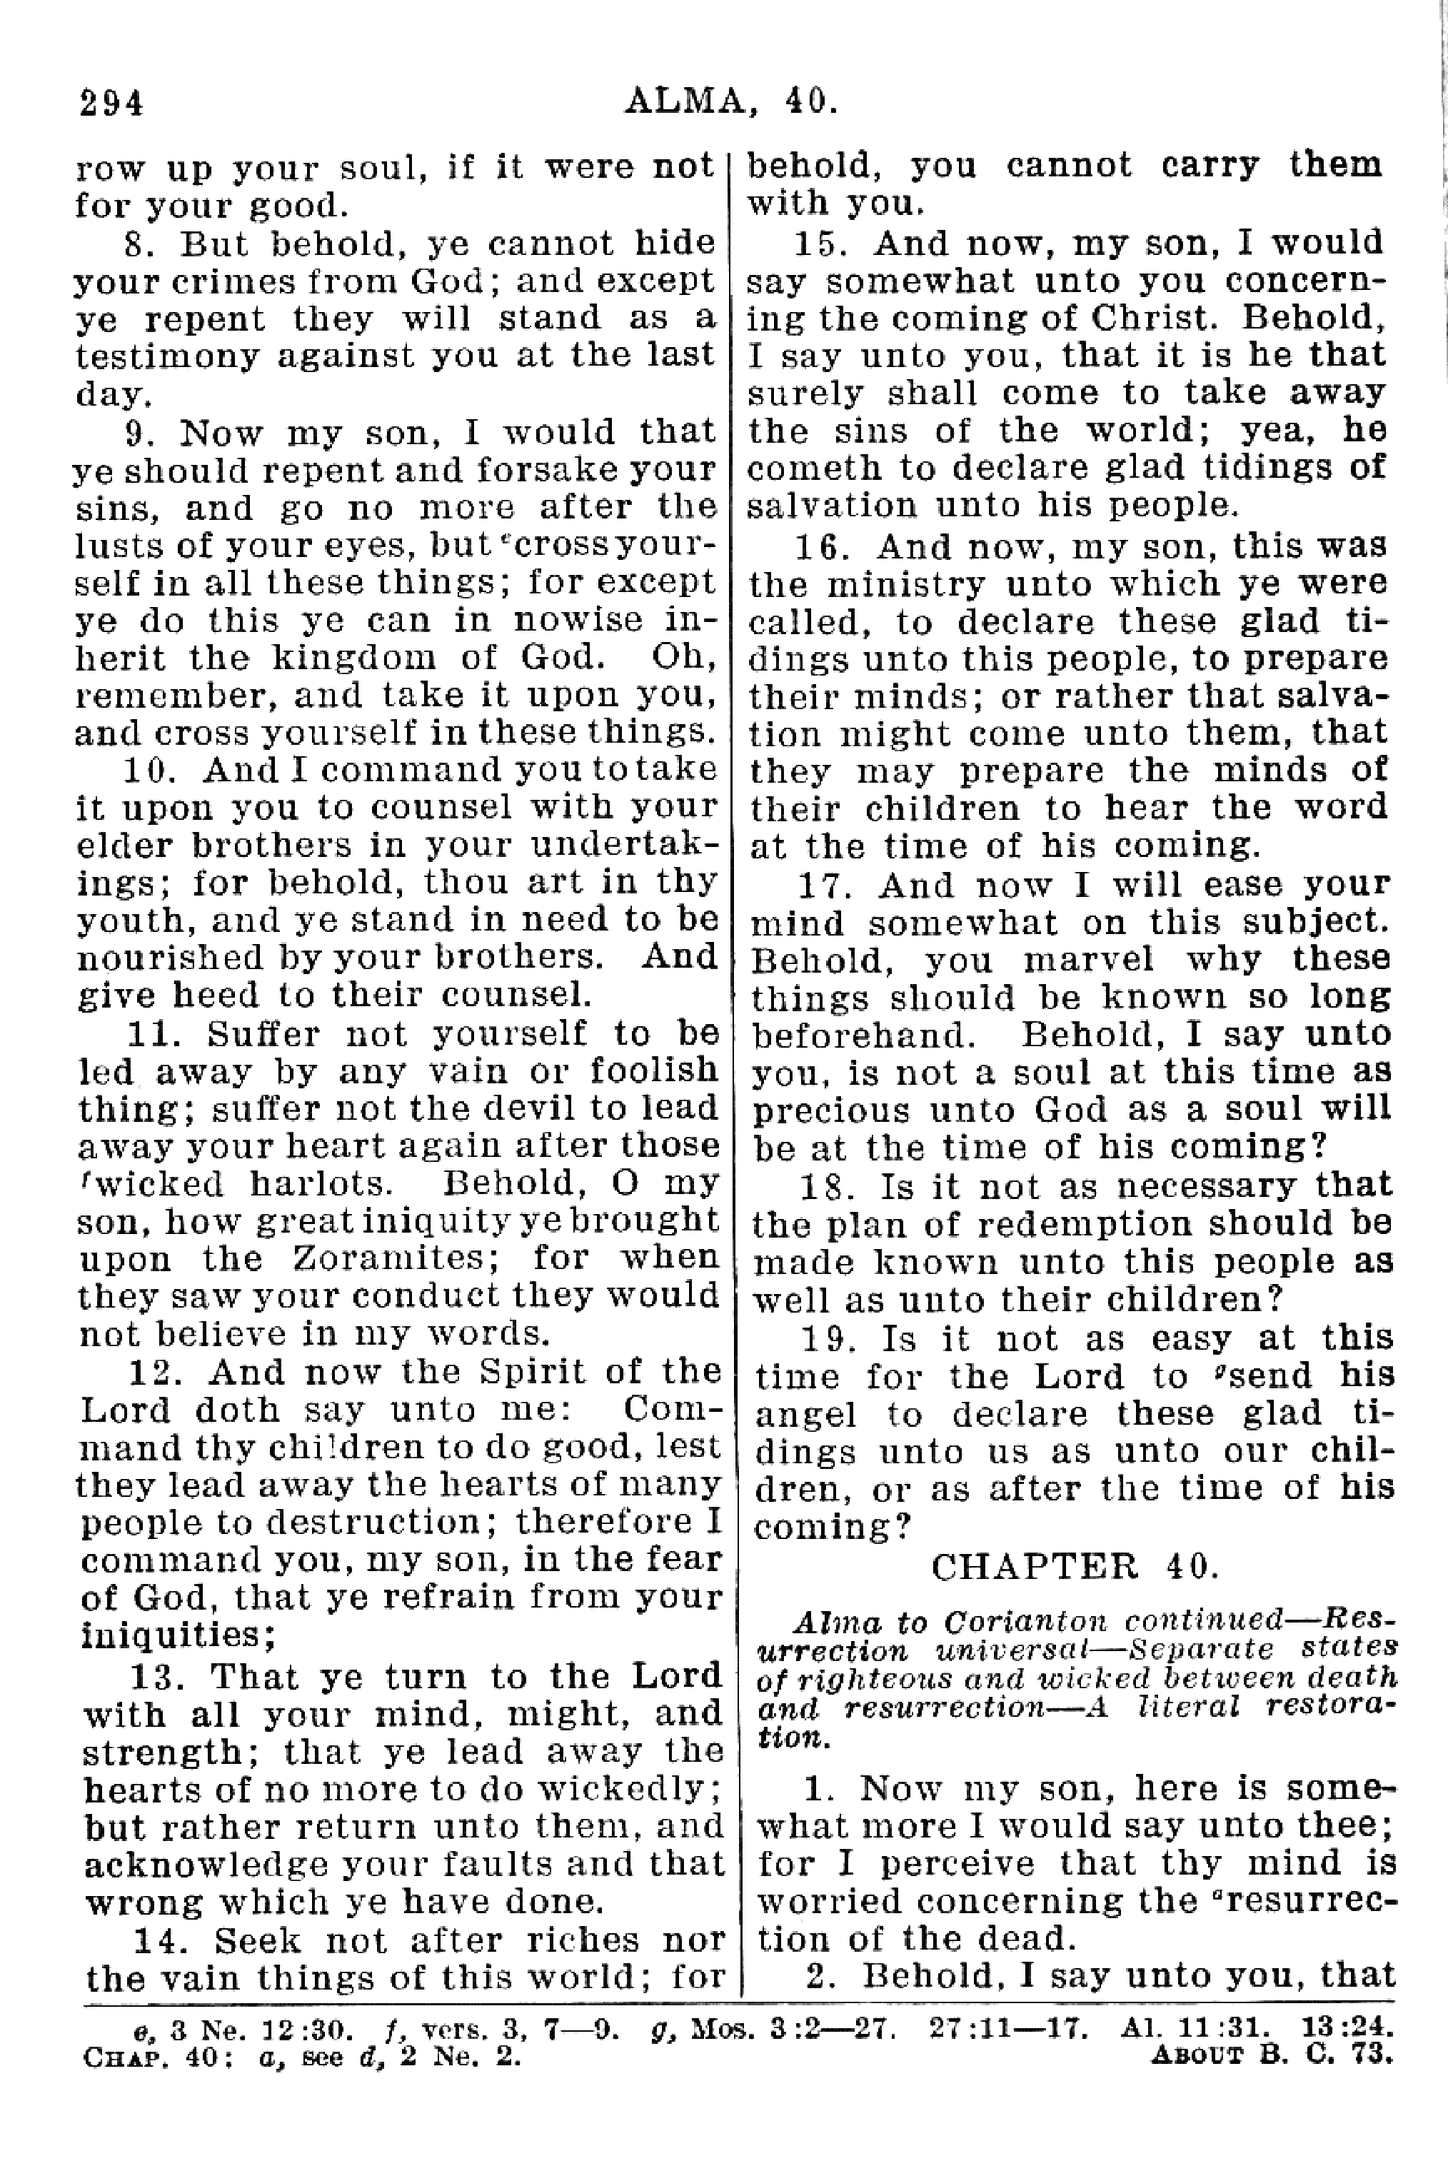 294
ALMA, 40.
row up your soul, if it were not
for your good.
8. But behold, ye cannot hide
your crimes from God; and except
ye repent they will stand as a
testimony against you at the last
day.
9. Now my son, I would that
ye should repent and forsake your
sins, and go no more after the
lusts of your eyes, but ᵉcross your-
self in all these things; for except
ye do this ye can in nowise in-
herit the kingdom of God. Oh,
remember, and take it upon you,
and cross yourself in these things.
10. And I command you to take
it upon you to counsel with your
elder brothers in your undertak-
ings; for behold, thou art in thy
youth, and ye stand in need to be
nourished by your brothers. And
give heed to their counsel.
11. Suffer not yourself to be
led away by any vain or foolish
thing; suffer not the devil to lead
away your heart again after those
ᶠwicked harlots. Behold, O my
son, how great iniquity ye brought
upon the Zoramites; for when
they saw your conduct they would
not believe in my words.
12. And now the Spirit of the
Lord doth say unto me: Com-
mand thy children to do good, lest
they lead away the hearts of many
people to destruction; therefore I
command you, my son, in the fear
of God, that ye refrain from your
iniquities;
13. That ye turn to the Lord
with all your mind, might, and
strength; that ye lead away the
hearts of no more to do wickedly;
but rather return unto them, and
acknowledge your faults and that
wrong which ye have done.
14. Seek not after riches nor
the vain things of this world; for
behold, you cannot carry them
with you.
15. And now, my son, I would
say somewhat unto you concern-
ing the coming of Christ. Behold,
I say unto you, that it is he that
surely shall come to take away
the sins of the world; yea, he
cometh to declare glad tidings of
salvation unto his people.
16. And now, my son, this was
the ministry unto which ye were
called, to declare these glad ti-
dings unto this people, to prepare
their minds; or rather that salva-
tion might come unto them, that
they may prepare the minds of
their children to hear the word
at the time of his coming.
17. And now I will ease your
mind somewhat on this subject.
Behold, you marvel why these
things should be known so long
beforehand. Behold, I say unto
you, is not a soul at this time as
precious unto God as a soul will
be at the time of his coming?
18. Is it not as necessary that
the plan of redemption should be
made known unto this people as
well as unto their children?
19. Is it not as easy at this
time for the Lord to ᵍsend his
angel to declare these glad ti-
dings unto us as unto our chil-
dren, or as after the time of his
coming?
CHAPTER 40.
Alma to Corianton continued—Res-
urrection universal—Separate states
of righteous and wicked between death
and resurrection—A literal restora-
tion.
1. Now my son, here is some-
what more I would say unto thee;
for I perceive that thy mind is
worried concerning the ᵃresurrec-
tion of the dead.
2. Behold, I say unto you, that
e, 3 Ne. 12:30. f, vers. 3, 7—9. g, Mos. 3:2—27. 27:11—17. Al. 11:31. 13:24.
CHAP. 40: a, see d, 2 Ne. 2. ABOUT B. C. 73.